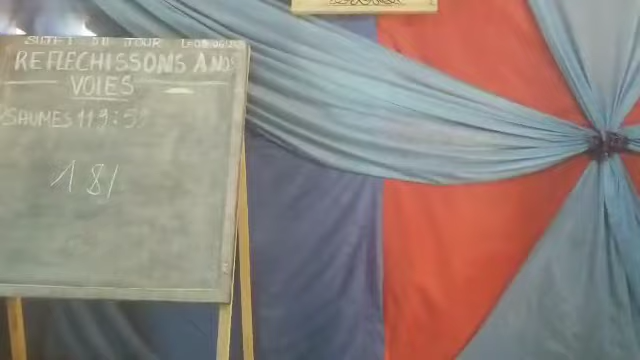 SUJET DU JOUR
REFLECHISSONS A NOS
VOIES
PSAUMES 119:59
181